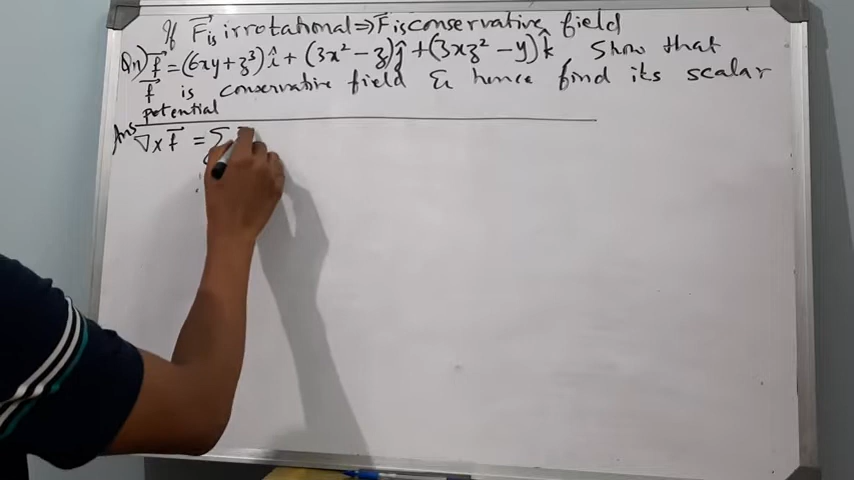 If F⃗ is irrotational ⇒ F⃗ is conservative field
Qn) f⃗ = (6xy + z³) î + (3x² - z) ĵ + (3xz² - y) k̂ Show that
f⃗ is conservative field & hence find its scalar
potential
Ans ∇ × f⃗ =